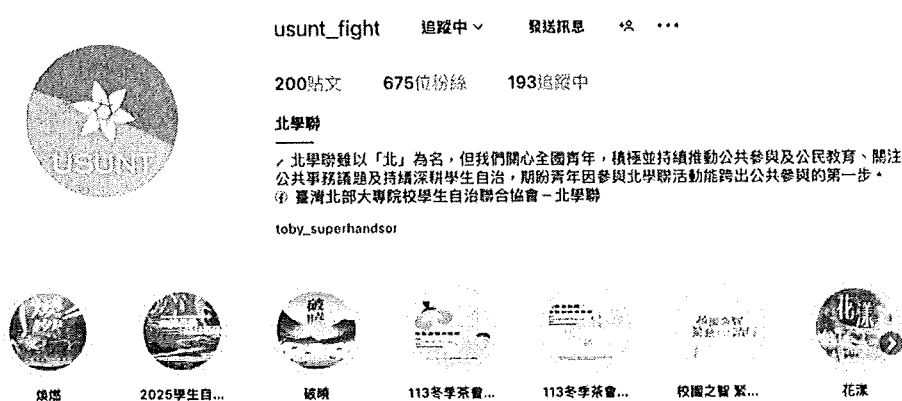 usunt_fight 追蹤中 發送訊息
200貼文 675位粉絲 193追蹤中
北學聯
北學聯雖以「北」為名，但我們關心全國青年，積極並持續推動公共參與及公民教育、關注
公共事務議題及持續深耕學生自治，期盼青年因參與北學聯活動能跨出公共參與的第一步。
臺灣北部大專院校學生自治聯合協會－北學聯
toby_superhandsor
USUNT
破曉
花漾
煥燃 2025學生自... 破曉 113冬季茶會... 113冬季茶會... 校園之智 緊... 花漾